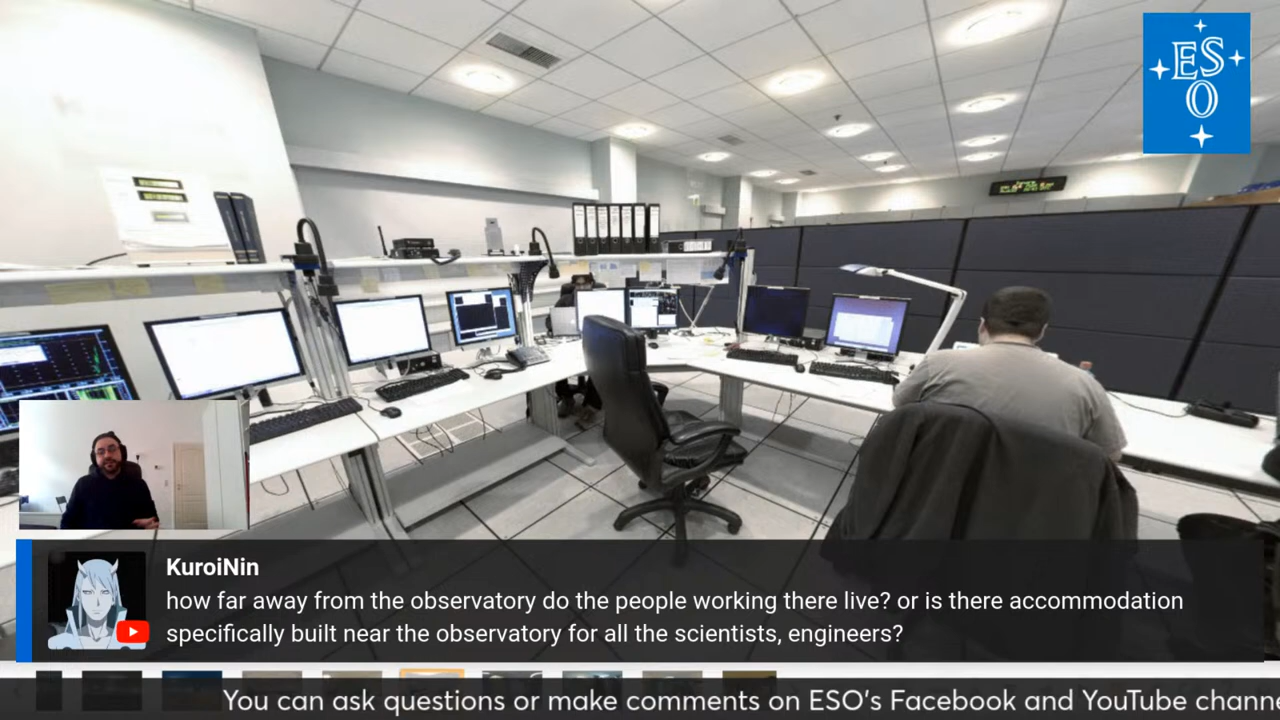 ES
O
KuroiNin
how far away from the observatory do the people working there live? or is there accommodation
specifically built near the observatory for all the scientists, engineers?
You can ask questions or make comments on ESO's Facebook and YouTube chann